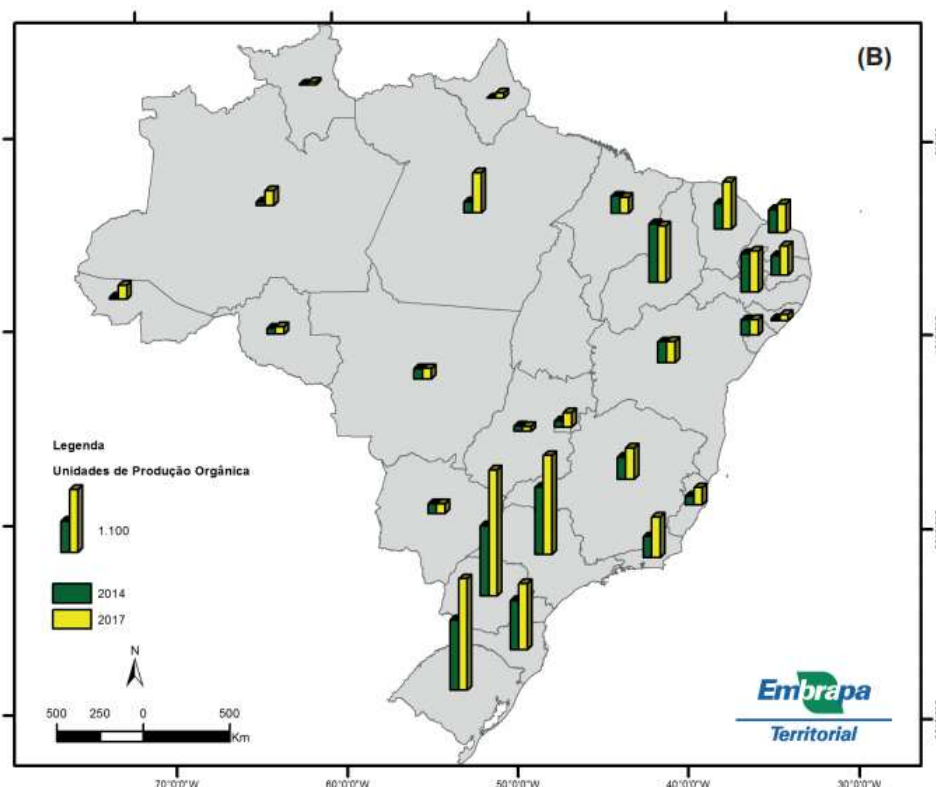 (B)
Legenda
Unidades de Produção Orgânica
1.100
2014
2017
N
500 250 0 500
Km
Embrapa
Territorial
70°0'0"W 60°0'0"W 50°0'0"W 40°0'0"W 30°0'0"W